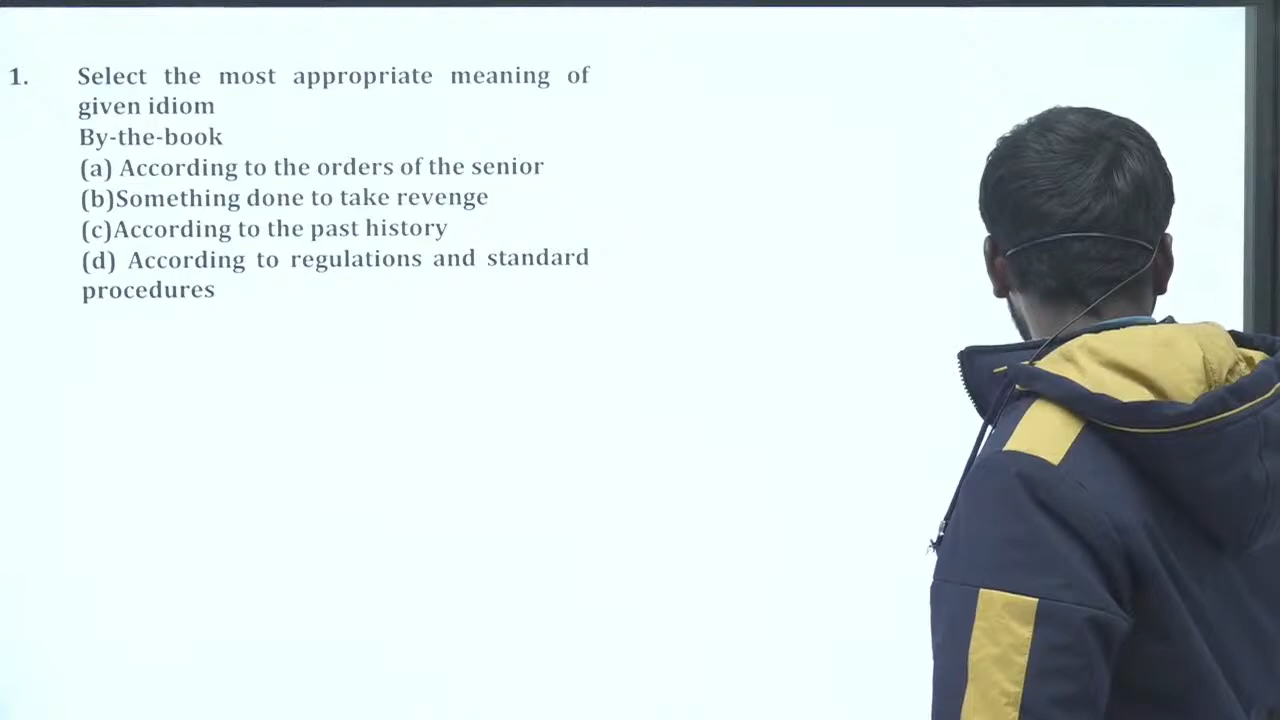 1. Select the most appropriate meaning of
given idiom
By-the-book
(a) According to the orders of the senior
(b)Something done to take revenge
(c)According to the past history
(d) According to regulations and standard
procedures